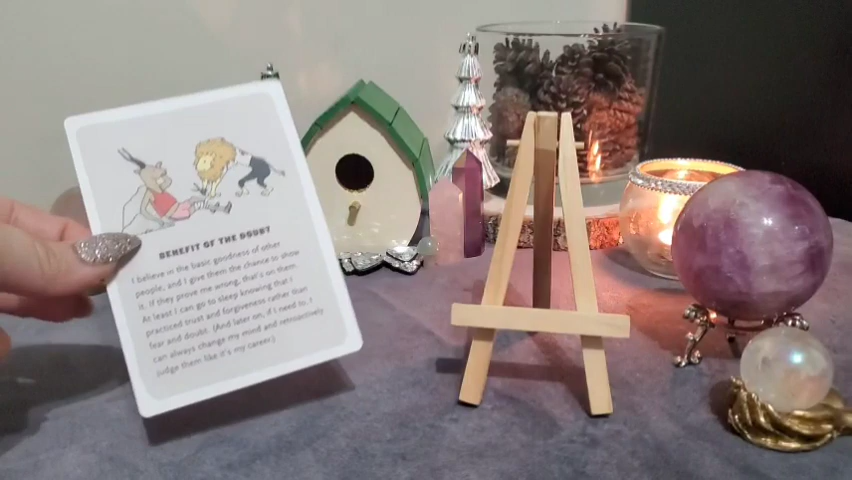 BENEFIT OF THE DOUBT
I believe in the basic goodness of other
people, and I give them the chance to show
it. If they prove me wrong, that's on them.
At least I can go to sleep knowing that I
practiced trust and forgiveness rather than
fear and doubt. (And later on, if I need to, I
can always change my mind and retroactively
judge them like it's my career.)